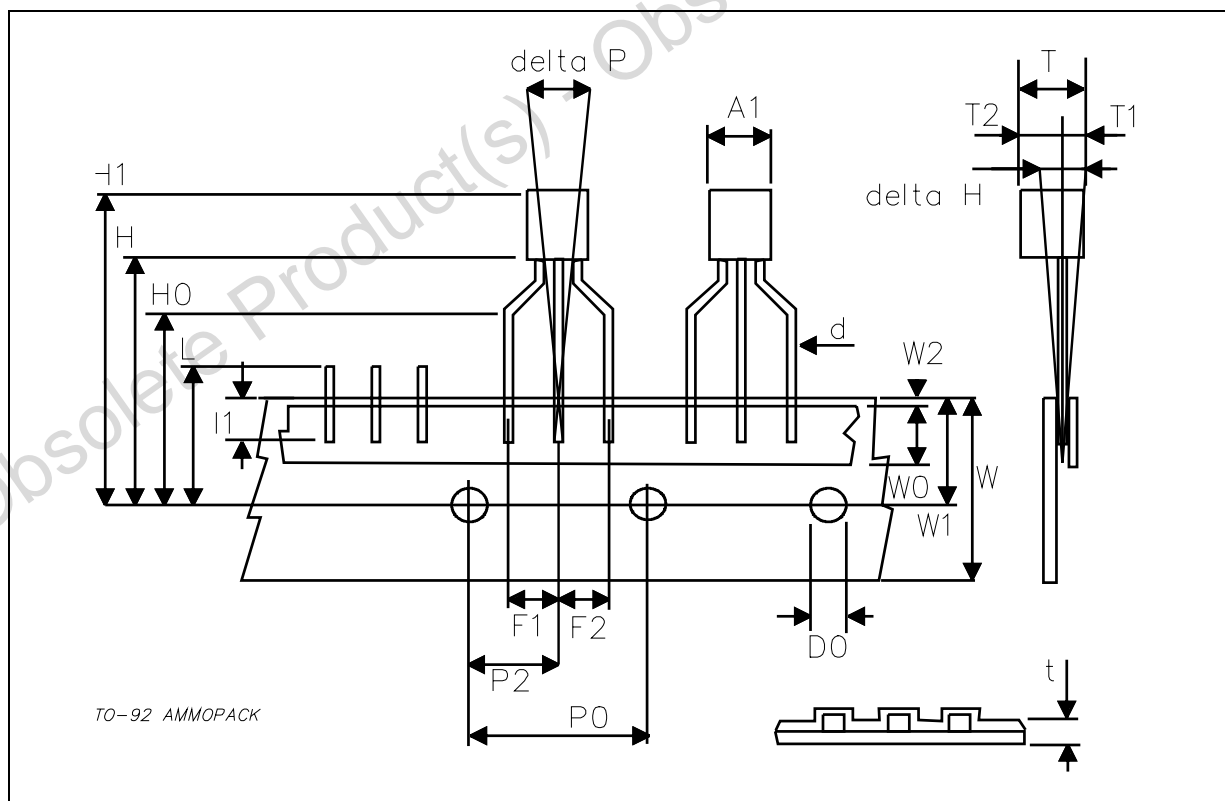 Obsolete Product(s) - Obs
delta P
T
A1
T2
T1
H1
delta H
H
H0
d
L
W2
l1
W0
W
W1
F1
F2
D0
P2
t
P0
TO-92 AMMOPACK